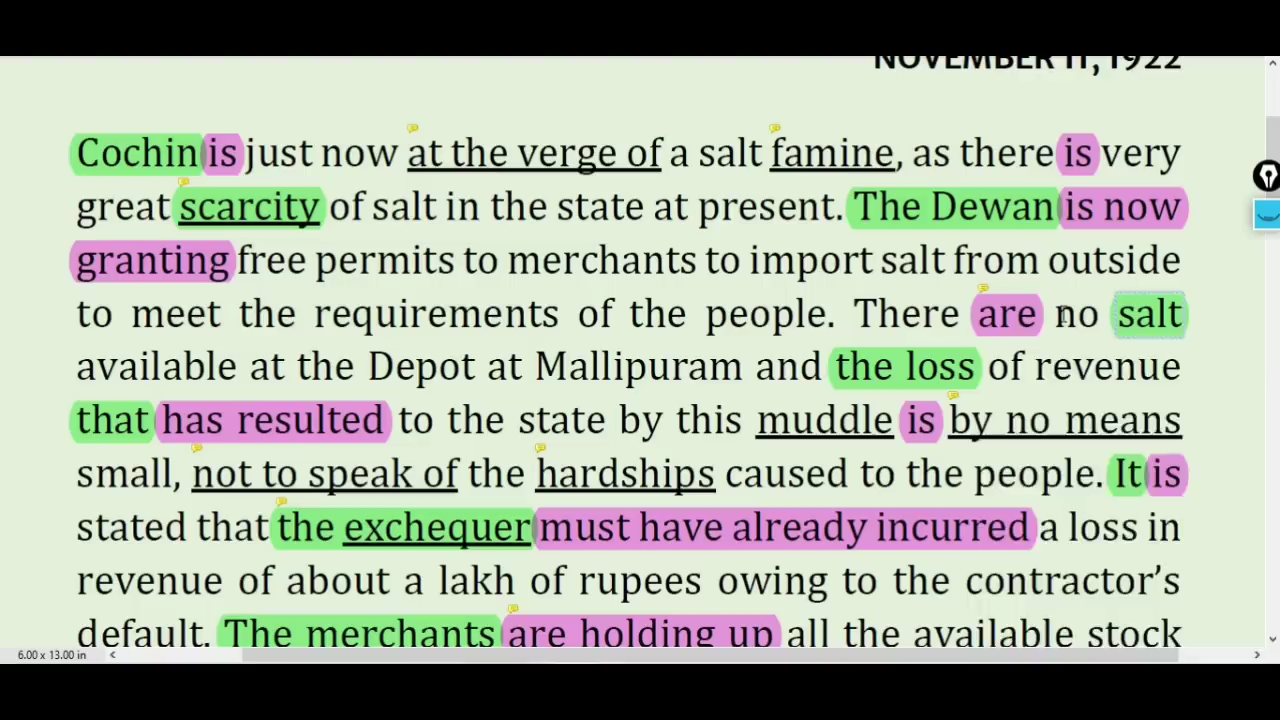 NOVEMBER 11, 1922
Cochin is just now at the verge of a salt famine, as there is very
great scarcity of salt in the state at present. The Dewan is now
granting free permits to merchants to import salt from outside
to meet the requirements of the people. There are no salt
available at the Depot at Mallipuram and the loss of revenue
that has resulted to the state by this muddle is by no means
small, not to speak of the hardships caused to the people. It is
stated that the exchequer must have already incurred a loss in
revenue of about a lakh of rupees owing to the contractor’s
default. The merchants are holding up all the available stock
6.00 x 13.00 in